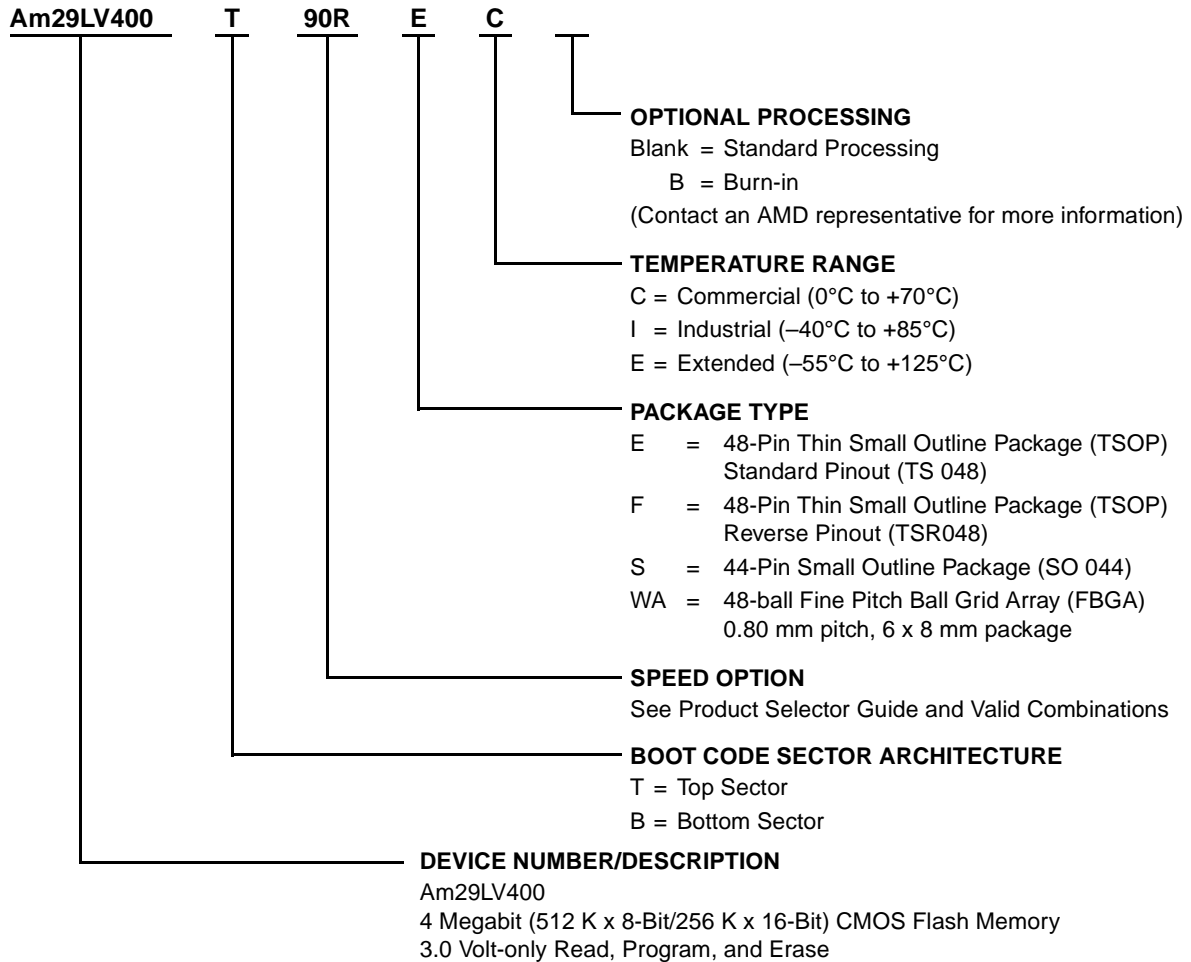 Am29LV400 T 90R E C
OPTIONAL PROCESSING
Blank = Standard Processing
B = Burn-in
(Contact an AMD representative for more information)
TEMPERATURE RANGE
C = Commercial (0°C to +70°C)
I = Industrial (–40°C to +85°C)
E = Extended (–55°C to +125°C)
PACKAGE TYPE
E = 48-Pin Thin Small Outline Package (TSOP)
Standard Pinout (TS 048)
F = 48-Pin Thin Small Outline Package (TSOP)
Reverse Pinout (TSR048)
S = 44-Pin Small Outline Package (SO 044)
WA = 48-ball Fine Pitch Ball Grid Array (FBGA)
0.80 mm pitch, 6 x 8 mm package
SPEED OPTION
See Product Selector Guide and Valid Combinations
BOOT CODE SECTOR ARCHITECTURE
T = Top Sector
B = Bottom Sector
DEVICE NUMBER/DESCRIPTION
Am29LV400
4 Megabit (512 K x 8-Bit/256 K x 16-Bit) CMOS Flash Memory
3.0 Volt-only Read, Program, and Erase